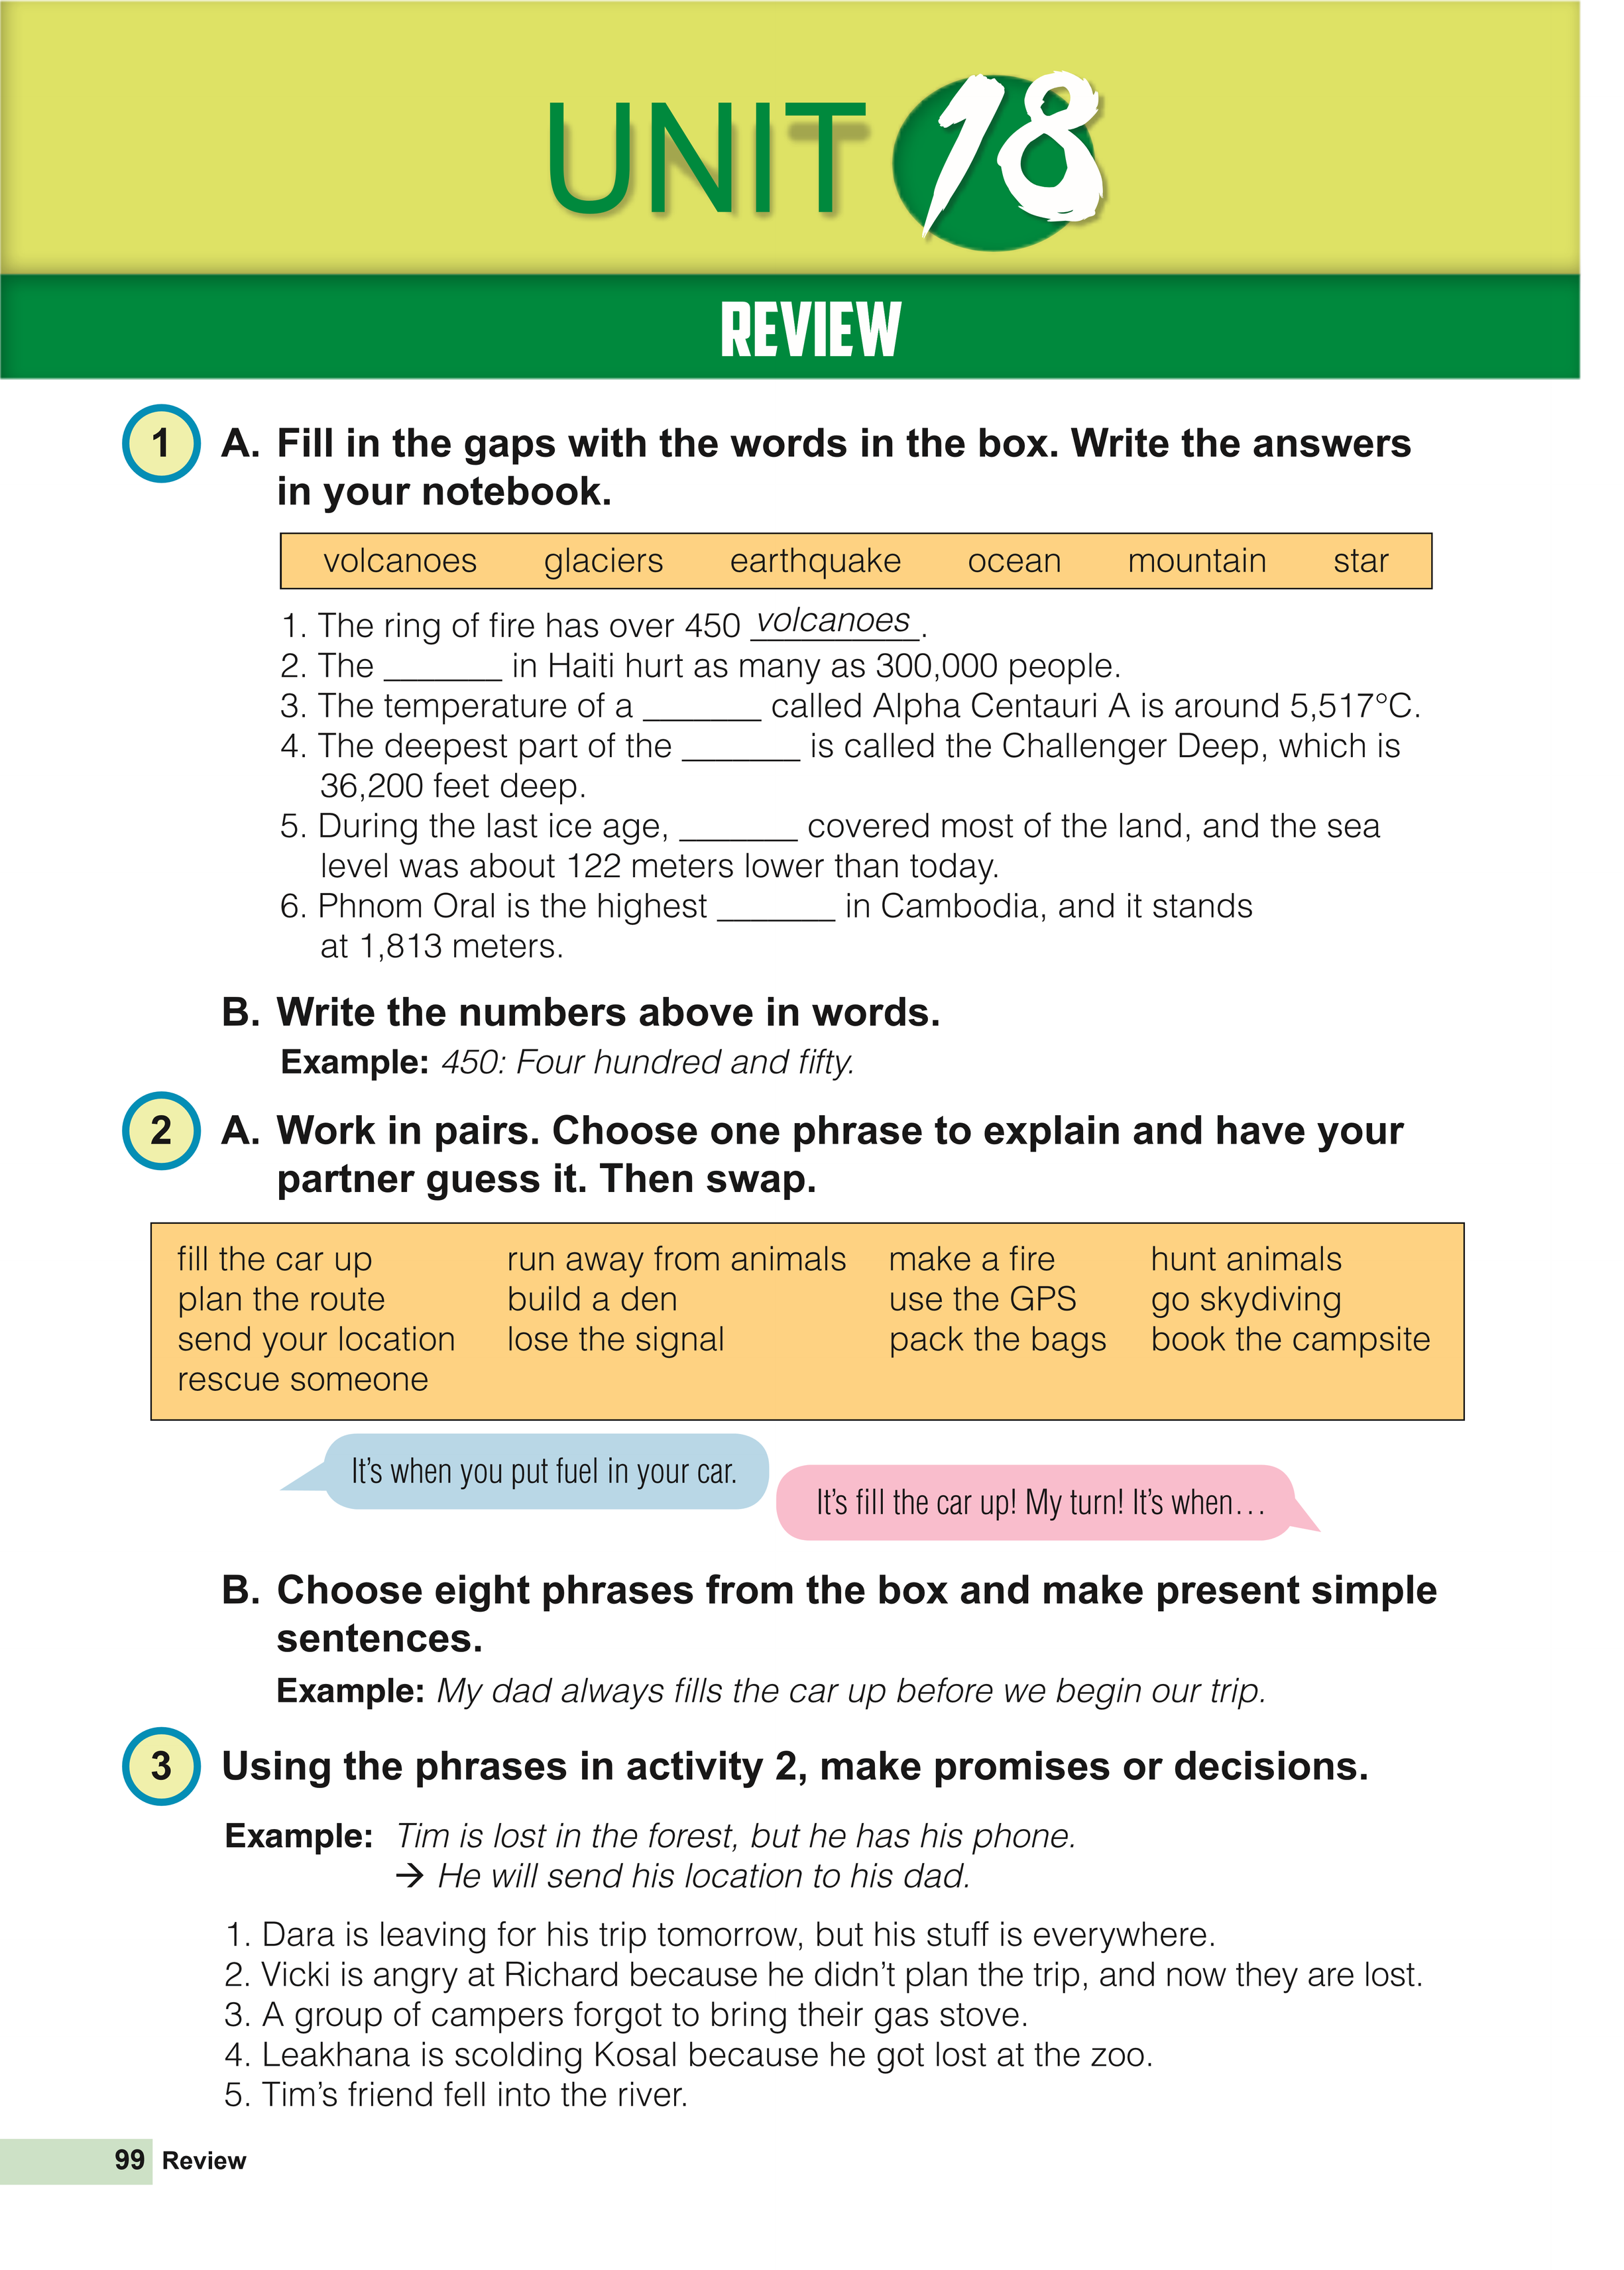 UNIT 18
REVIEW
1 A. Fill in the gaps with the words in the box. Write the answers
in your notebook.
volcanoes glaciers earthquake ocean mountain star
1. The ring of fire has over 450 volcanoes.
2. The _______ in Haiti hurt as many as 300,000 people.
3. The temperature of a _______ called Alpha Centauri A is around 5,517°C.
4. The deepest part of the _______ is called the Challenger Deep, which is
36,200 feet deep.
5. During the last ice age, _______ covered most of the land, and the sea
level was about 122 meters lower than today.
6. Phnom Oral is the highest _______ in Cambodia, and it stands
at 1,813 meters.
B. Write the numbers above in words.
Example: 450: Four hundred and fifty.
2 A. Work in pairs. Choose one phrase to explain and have your
partner guess it. Then swap.
fill the car up run away from animals make a fire hunt animals
plan the route build a den use the GPS go skydiving
send your location lose the signal pack the bags book the campsite
rescue someone
It's when you put fuel in your car.
It's fill the car up! My turn! It's when...
B. Choose eight phrases from the box and make present simple
sentences.
Example: My dad always fills the car up before we begin our trip.
3 Using the phrases in activity 2, make promises or decisions.
Example: Tim is lost in the forest, but he has his phone.
→ He will send his location to his dad.
1. Dara is leaving for his trip tomorrow, but his stuff is everywhere.
2. Vicki is angry at Richard because he didn't plan the trip, and now they are lost.
3. A group of campers forgot to bring their gas stove.
4. Leakhana is scolding Kosal because he got lost at the zoo.
5. Tim's friend fell into the river.
99 Review